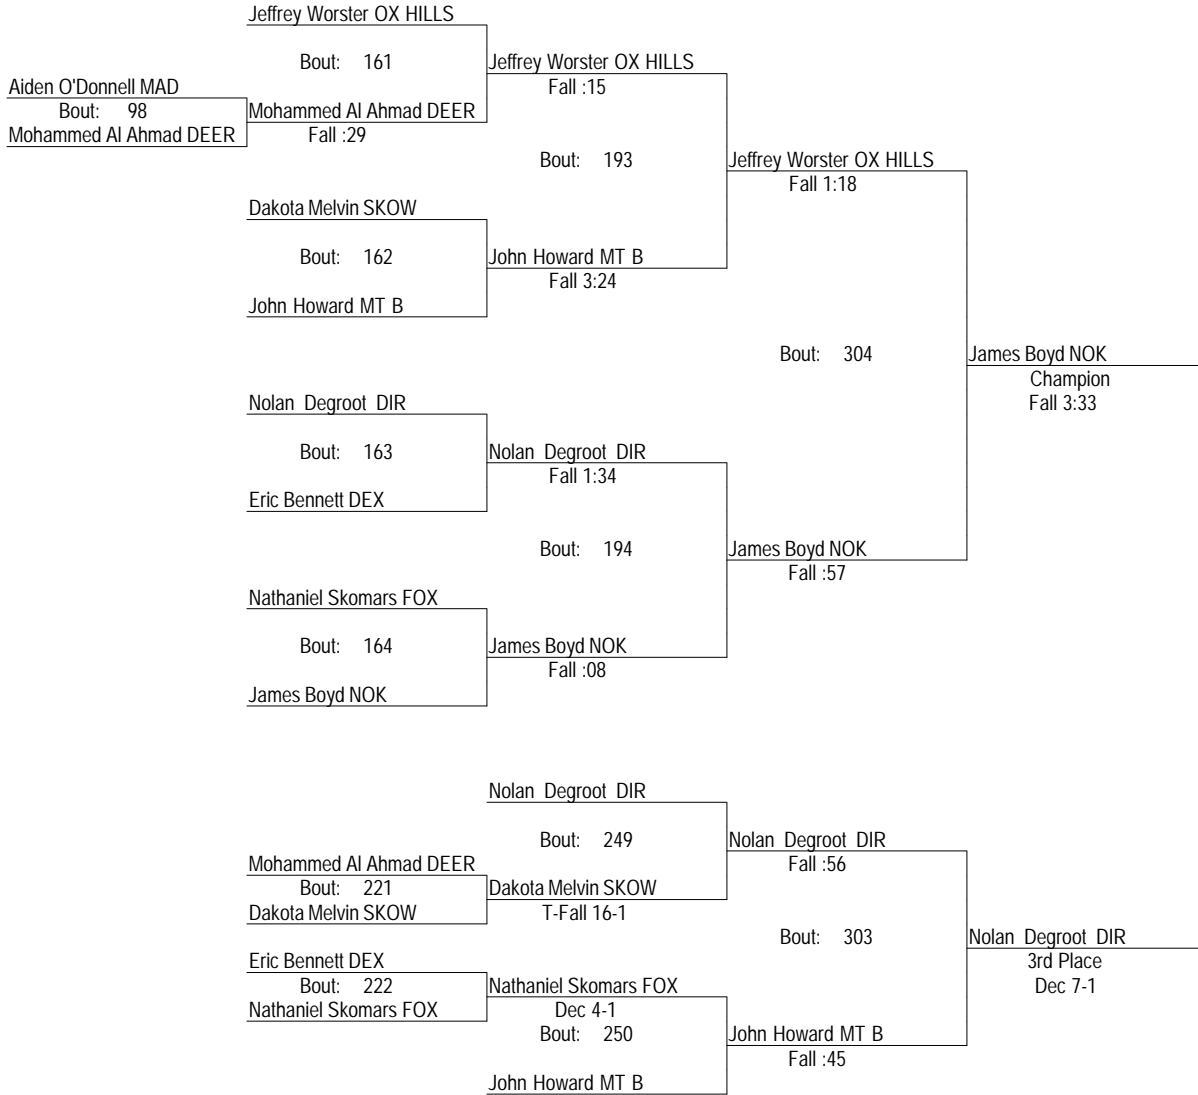 Jeffrey Worster OX HILLS
Bout: 161
Jeffrey Worster OX HILLS
Fall :15
Aiden O'Donnell MAD
Bout: 98
Mohammed Al Ahmad DEER
Mohammed Al Ahmad DEER
Fall :29
Bout: 193
Jeffrey Worster OX HILLS
Fall 1:18
Dakota Melvin SKOW
Bout: 162
John Howard MT B
Fall 3:24
John Howard MT B
Bout: 304
James Boyd NOK
Champion
Fall 3:33
Nolan Degroot DIR
Bout: 163
Nolan Degroot DIR
Fall 1:34
Eric Bennett DEX
Bout: 194
James Boyd NOK
Fall :57
Nathaniel Skomars FOX
Bout: 164
James Boyd NOK
Fall :08
James Boyd NOK
Nolan Degroot DIR
Bout: 249
Nolan Degroot DIR
Fall :56
Mohammed Al Ahmad DEER
Bout: 221
Dakota Melvin SKOW
Dakota Melvin SKOW
T-Fall 16-1
Bout: 303
Nolan Degroot DIR
3rd Place
Dec 7-1
Eric Bennett DEX
Bout: 222
Nathaniel Skomars FOX
Nathaniel Skomars FOX
Dec 4-1
Bout: 250
John Howard MT B
Fall :45
John Howard MT B